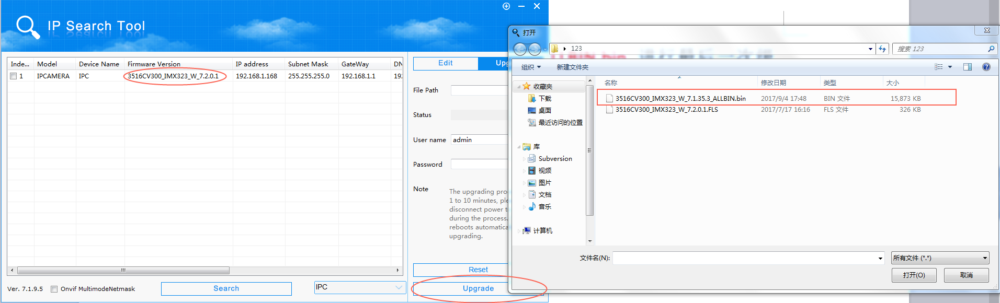 IP Search Tool
Inde... Model Device Name Firmware Version IP address Subnet Mask GateWay DN
1 IPCAMERA IPC 3516CV300_IMX323_W_7.2.0.1 192.168.1.168 255.255.255.0 192.168.1.1 19
Ver. 7.1.9.5 Onvif MultimodeNetmask Search IPC
Edit Upg
File Path
Status
User name admin
Password
Note
The upgrading pro
1 to 10 minutes, ple
disconnect power t
during the process.
reboots automatica
upgrading.
Reset
Upgrade
打开
123
搜索 123
组织 新建文件夹
收藏夹
下载
桌面
最近访问的位置
库
Subversion
视频
图片
文档
音乐
计算机
名称 修改日期 类型 大小
3516CV300_IMX323_W_7.1.35.3_ALLBIN.bin 2017/9/4 17:48 BIN 文件 15,873 KB
3516CV300_IMX323_W_7.2.0.1.FLS 2017/7/17 16:16 FLS 文件 326 KB
文件名(N): 所有文件 (*.*)
打开(O) 取消